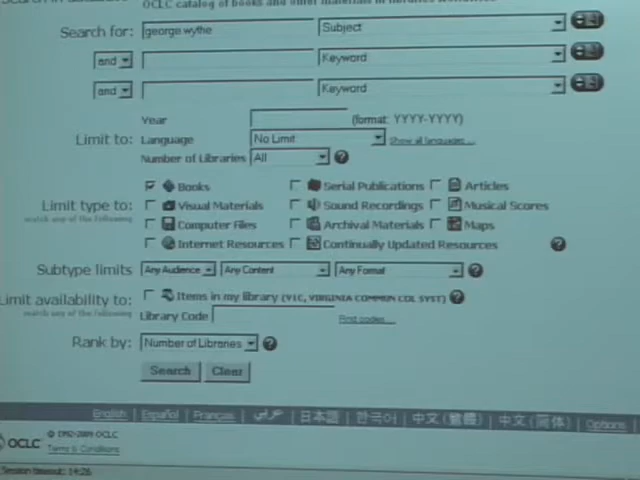 OCLC catalog of books and other materials in libraries worldwide
Search for: george wythe Subject
and Keyword
and Keyword
Year (format: YYYY-YYYY)
Limit to: Language No Limit Show all languages ...
Number of Libraries All ?
Limit type to: match any of the following
Books Serial Publications Articles
Visual Materials Sound Recordings Musical Scores
Computer Files Archival Materials Maps
Internet Resources Continually Updated Resources ?
Subtype limits Any Audience Any Content Any Format ?
Limit availability to: match any of the following
Items in my library (VIC, VIRGINIA COMMON COL SYST) ?
Library Code Find codes...
Rank by: Number of Libraries ?
Search Clear
English | Español | Français | عربي | 日本語 | 한국어 | 中文(繁體) | 中文(简体) | Options
OCLC © 1992-2009 OCLC
Terms & Conditions
Session timeout: 14:26